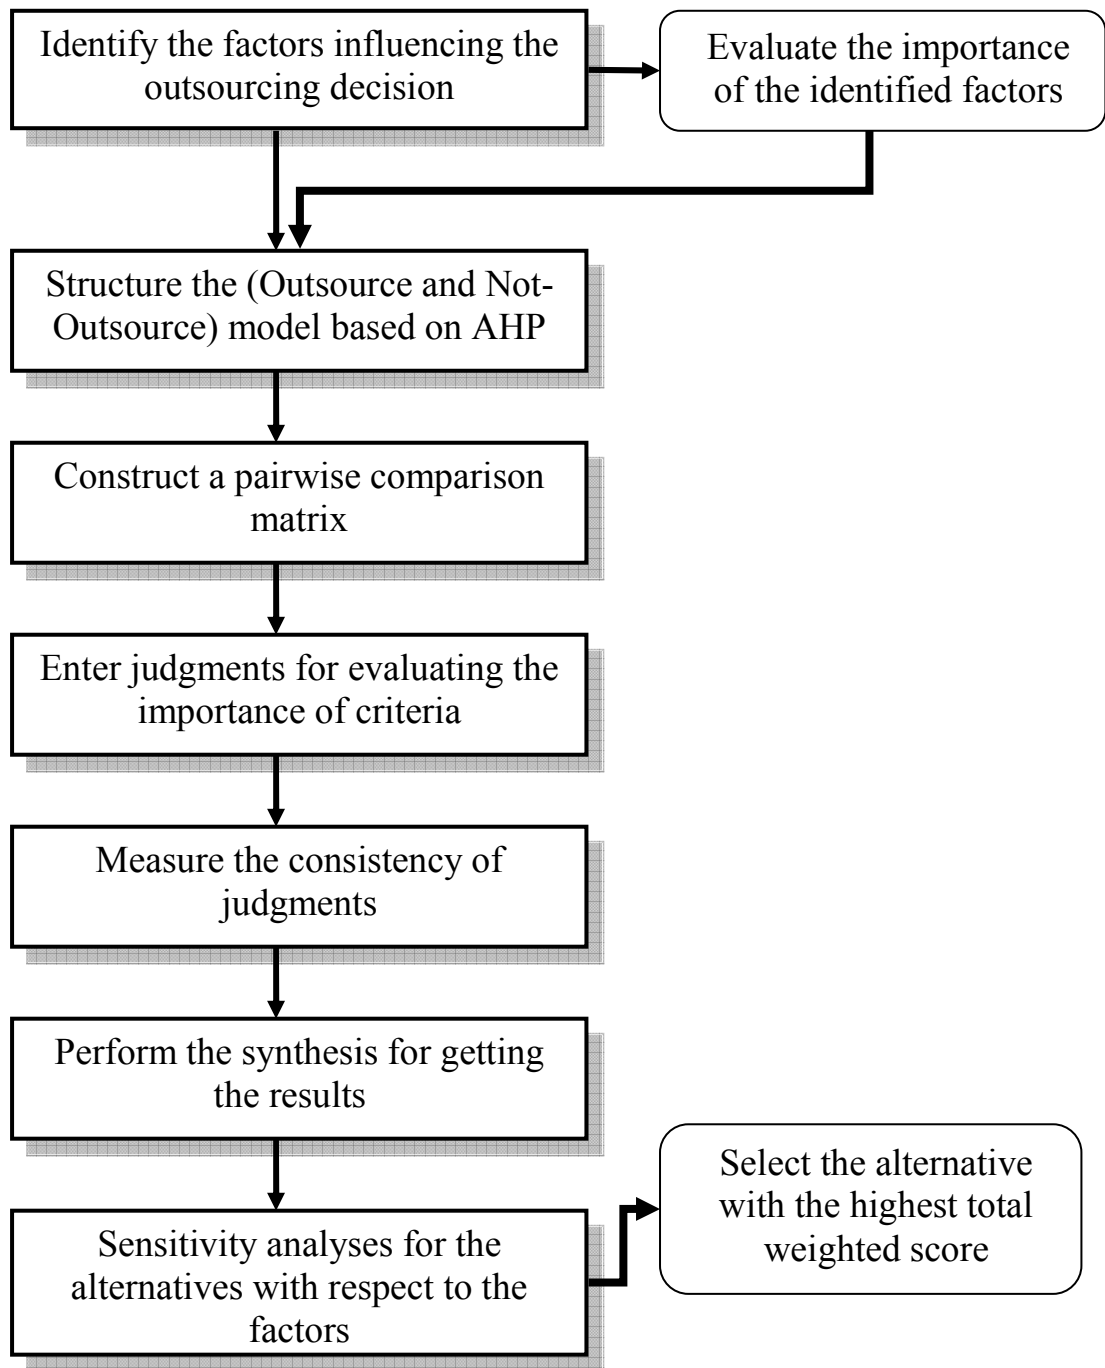 Identify the factors influencing the
outsourcing decision
Evaluate the importance
of the identified factors
Structure the (Outsource and Not-
Outsource) model based on AHP
Construct a pairwise comparison
matrix
Enter judgments for evaluating the
importance of criteria
Measure the consistency of
judgments
Perform the synthesis for getting
the results
Sensitivity analyses for the
alternatives with respect to the
factors
Select the alternative
with the highest total
weighted score